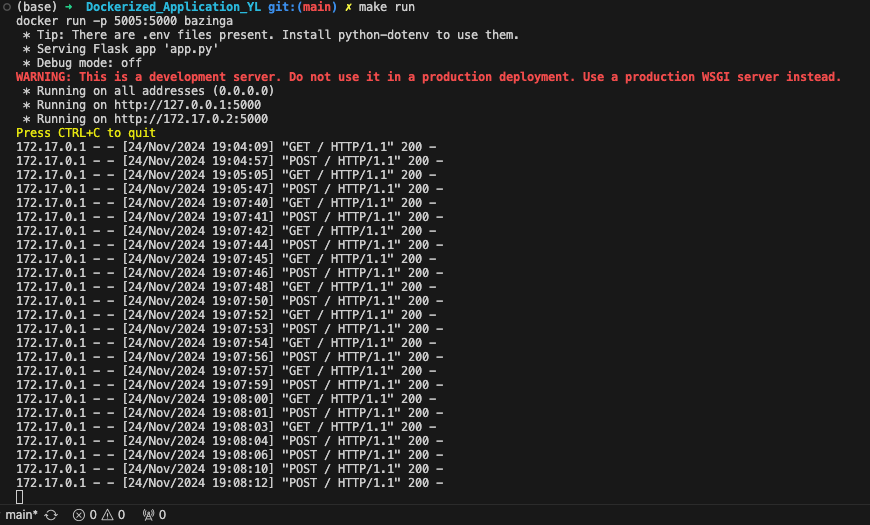 (base) → Dockerized_Application_YL git:(main) ✗ make run
docker run -p 5005:5000 bazinga
 * Tip: There are .env files present. Install python-dotenv to use them.
 * Serving Flask app 'app.py'
 * Debug mode: off
WARNING: This is a development server. Do not use it in a production deployment. Use a production WSGI server instead.
 * Running on all addresses (0.0.0.0)
 * Running on http://127.0.0.1:5000
 * Running on http://172.17.0.2:5000
Press CTRL+C to quit
172.17.0.1 - - [24/Nov/2024 19:04:09] "GET / HTTP/1.1" 200 -
172.17.0.1 - - [24/Nov/2024 19:04:57] "POST / HTTP/1.1" 200 -
172.17.0.1 - - [24/Nov/2024 19:05:05] "GET / HTTP/1.1" 200 -
172.17.0.1 - - [24/Nov/2024 19:05:47] "POST / HTTP/1.1" 200 -
172.17.0.1 - - [24/Nov/2024 19:07:40] "GET / HTTP/1.1" 200 -
172.17.0.1 - - [24/Nov/2024 19:07:41] "POST / HTTP/1.1" 200 -
172.17.0.1 - - [24/Nov/2024 19:07:42] "GET / HTTP/1.1" 200 -
172.17.0.1 - - [24/Nov/2024 19:07:44] "POST / HTTP/1.1" 200 -
172.17.0.1 - - [24/Nov/2024 19:07:45] "GET / HTTP/1.1" 200 -
172.17.0.1 - - [24/Nov/2024 19:07:46] "POST / HTTP/1.1" 200 -
172.17.0.1 - - [24/Nov/2024 19:07:48] "GET / HTTP/1.1" 200 -
172.17.0.1 - - [24/Nov/2024 19:07:50] "POST / HTTP/1.1" 200 -
172.17.0.1 - - [24/Nov/2024 19:07:52] "GET / HTTP/1.1" 200 -
172.17.0.1 - - [24/Nov/2024 19:07:53] "POST / HTTP/1.1" 200 -
172.17.0.1 - - [24/Nov/2024 19:07:54] "GET / HTTP/1.1" 200 -
172.17.0.1 - - [24/Nov/2024 19:07:56] "POST / HTTP/1.1" 200 -
172.17.0.1 - - [24/Nov/2024 19:07:57] "GET / HTTP/1.1" 200 -
172.17.0.1 - - [24/Nov/2024 19:07:59] "POST / HTTP/1.1" 200 -
172.17.0.1 - - [24/Nov/2024 19:08:00] "GET / HTTP/1.1" 200 -
172.17.0.1 - - [24/Nov/2024 19:08:01] "POST / HTTP/1.1" 200 -
172.17.0.1 - - [24/Nov/2024 19:08:03] "GET / HTTP/1.1" 200 -
172.17.0.1 - - [24/Nov/2024 19:08:04] "POST / HTTP/1.1" 200 -
172.17.0.1 - - [24/Nov/2024 19:08:06] "POST / HTTP/1.1" 200 -
172.17.0.1 - - [24/Nov/2024 19:08:10] "POST / HTTP/1.1" 200 -
172.17.0.1 - - [24/Nov/2024 19:08:12] "POST / HTTP/1.1" 200 -
main* 0 0 0